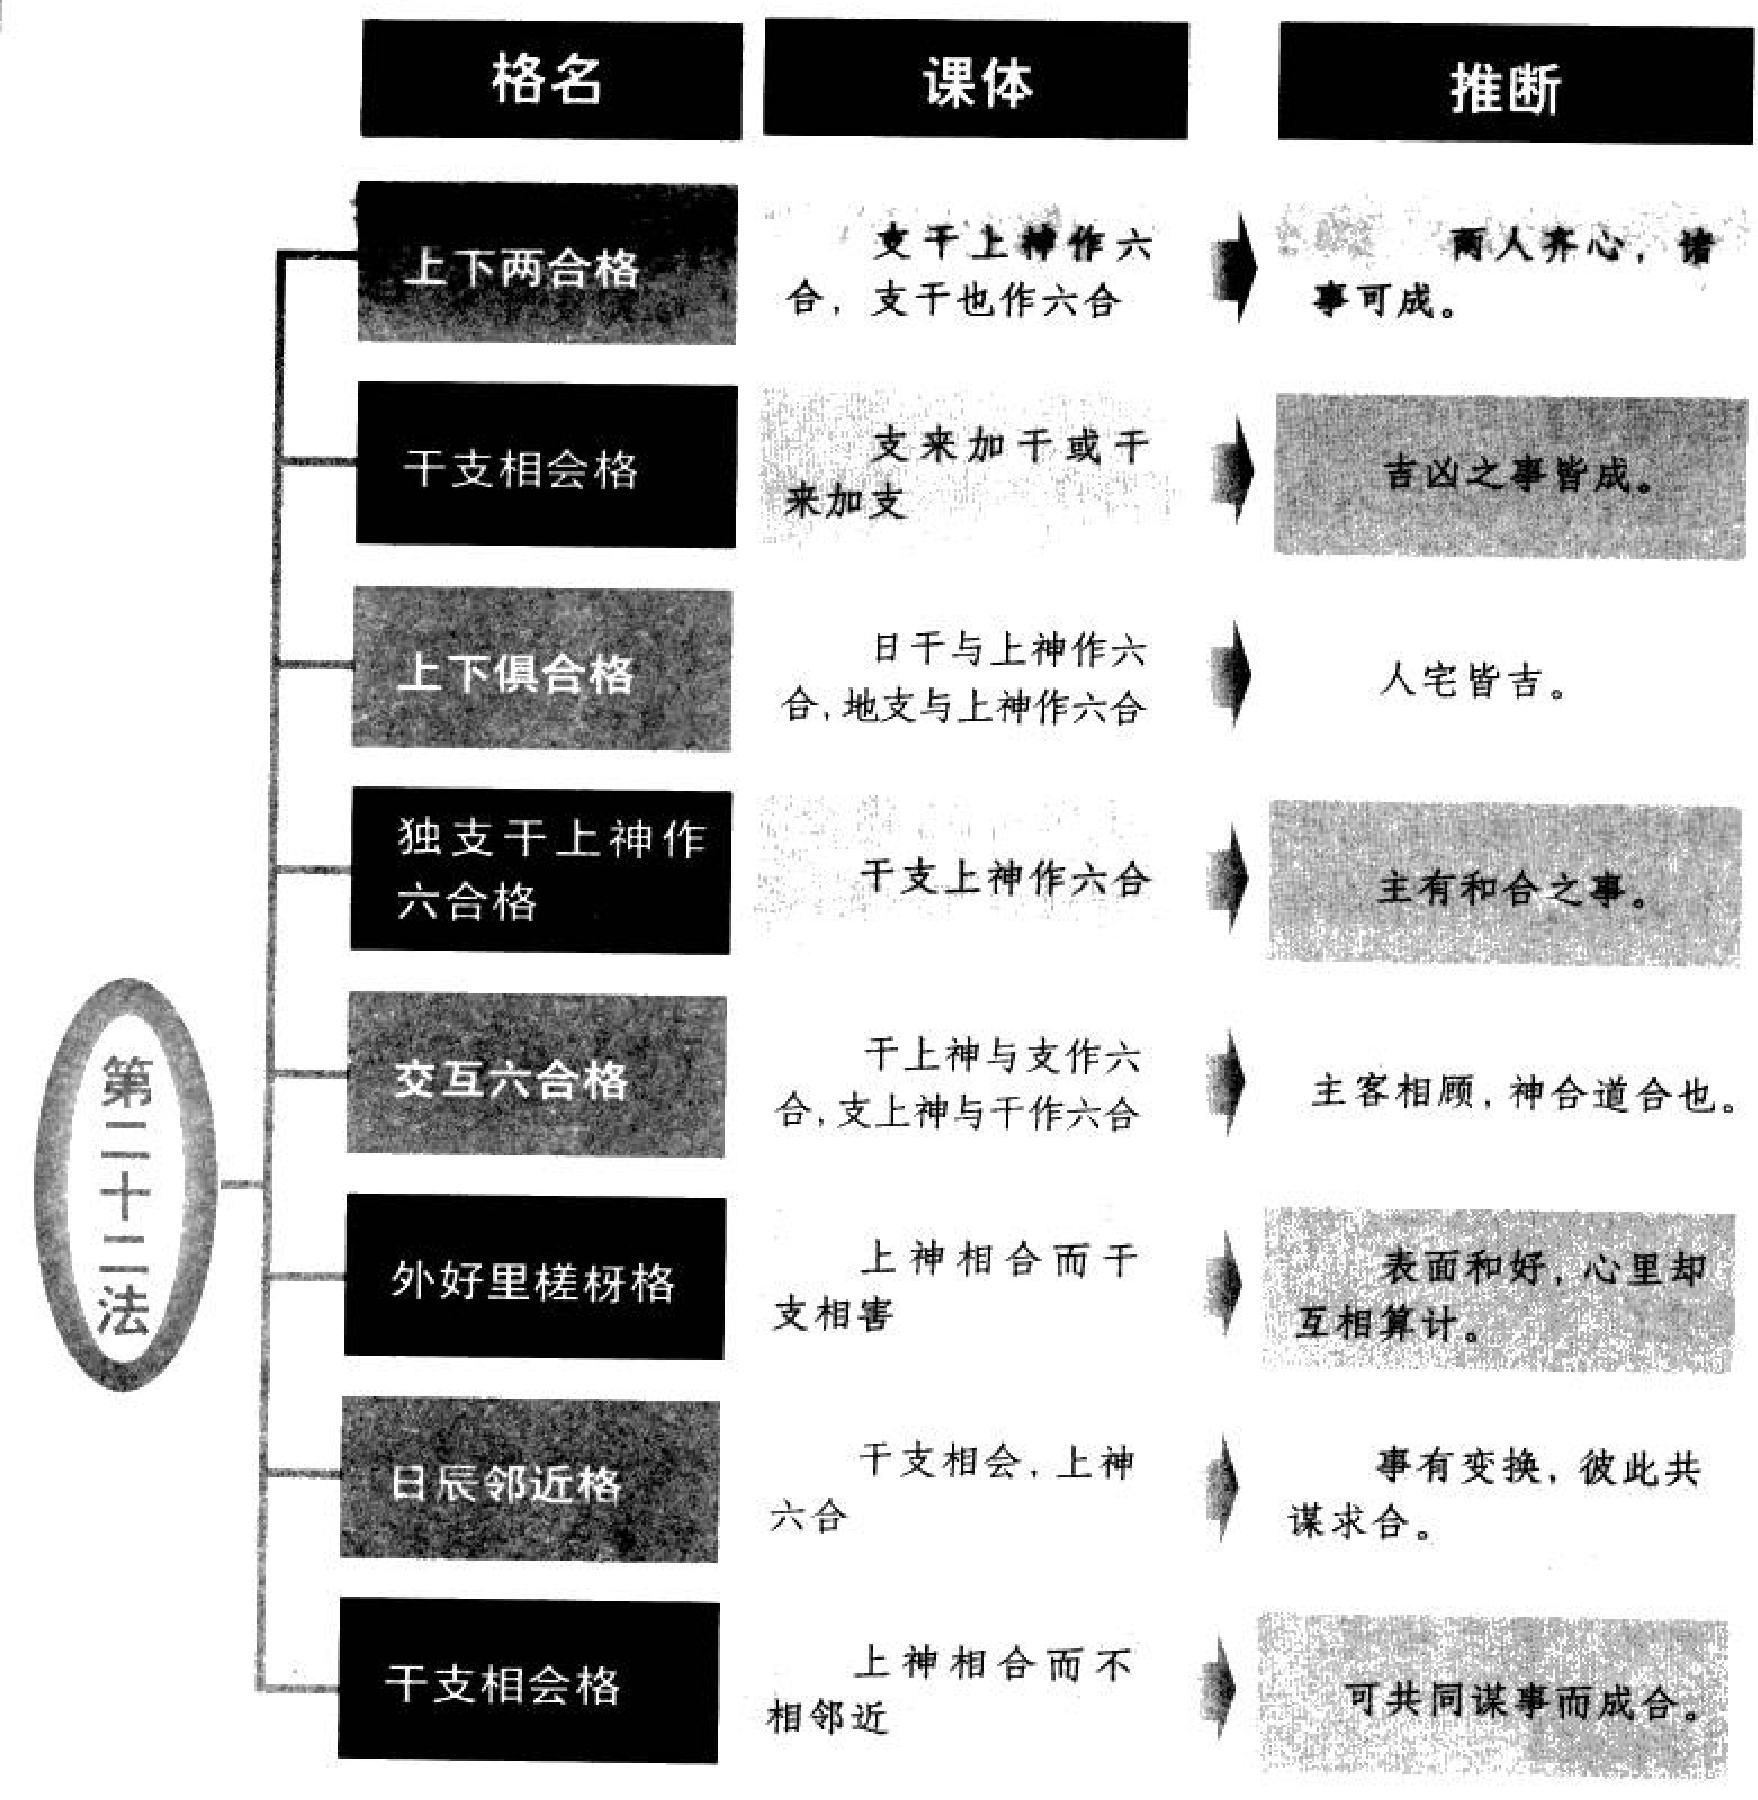 格名
课体
推断
上下两合格
支干上神作六
合，支干也作六合
两人齐心，诸
事可成。
干支相会格
支来加干或干
来加支
吉凶之事皆成。
上下俱合格
日干与上神作六
合，地支与上神作六合
人宅皆吉。
独支干上神作
六合格
干支上神作六合
主有和合之事。
交互六合格
干上神与支作六
合，支上神与干作六合
主客相顾，神合道合也。
外好里槎枒格
上神相合而干
支相害
表面和好，心里却
互相算计。
日辰邻近格
干支相会，上神
六合
事有变换，彼此共
谋求合。
干支相会格
上神相合而不
相邻近
可共同谋事而成合。
第二十二法